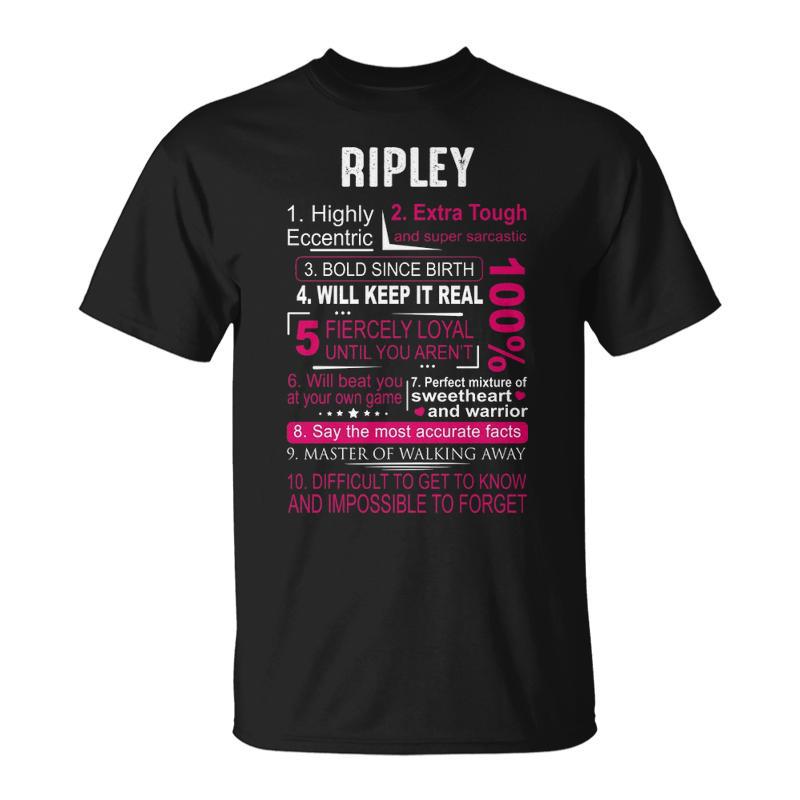 RIPLEY
1. Highly
Eccentric
2. Extra Tough
and super sarcastic
3. BOLD SINCE BIRTH
4. WILL KEEP IT REAL
100%
5 FIERCELY LOYAL
UNTIL YOU AREN'T
6. Will beat you
at your own game
7. Perfect mixture of
sweetheart
and warrior
8. Say the most accurate facts
9. MASTER OF WALKING AWAY
10. DIFFICULT TO GET TO KNOW
AND IMPOSSIBLE TO FORGET